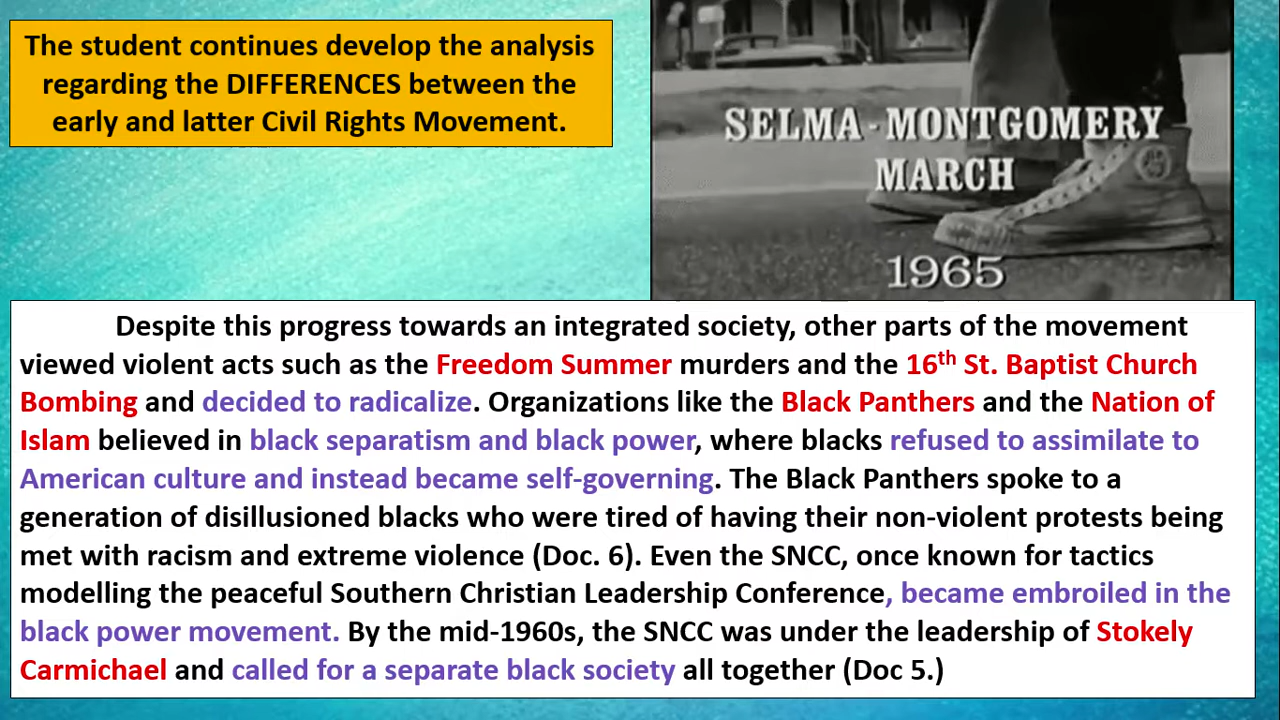 The student continues develop the analysis
regarding the DIFFERENCES between the
early and latter Civil Rights Movement.
SELMA-MONTGOMERY
MARCH
1965
Despite this progress towards an integrated society, other parts of the movement
viewed violent acts such as the Freedom Summer murders and the 16th St. Baptist Church
Bombing and decided to radicalize. Organizations like the Black Panthers and the Nation of
Islam believed in black separatism and black power, where blacks refused to assimilate to
American culture and instead became self-governing. The Black Panthers spoke to a
generation of disillusioned blacks who were tired of having their non-violent protests being
met with racism and extreme violence (Doc. 6). Even the SNCC, once known for tactics
modelling the peaceful Southern Christian Leadership Conference, became embroiled in the
black power movement. By the mid-1960s, the SNCC was under the leadership of Stokely
Carmichael and called for a separate black society all together (Doc 5.)